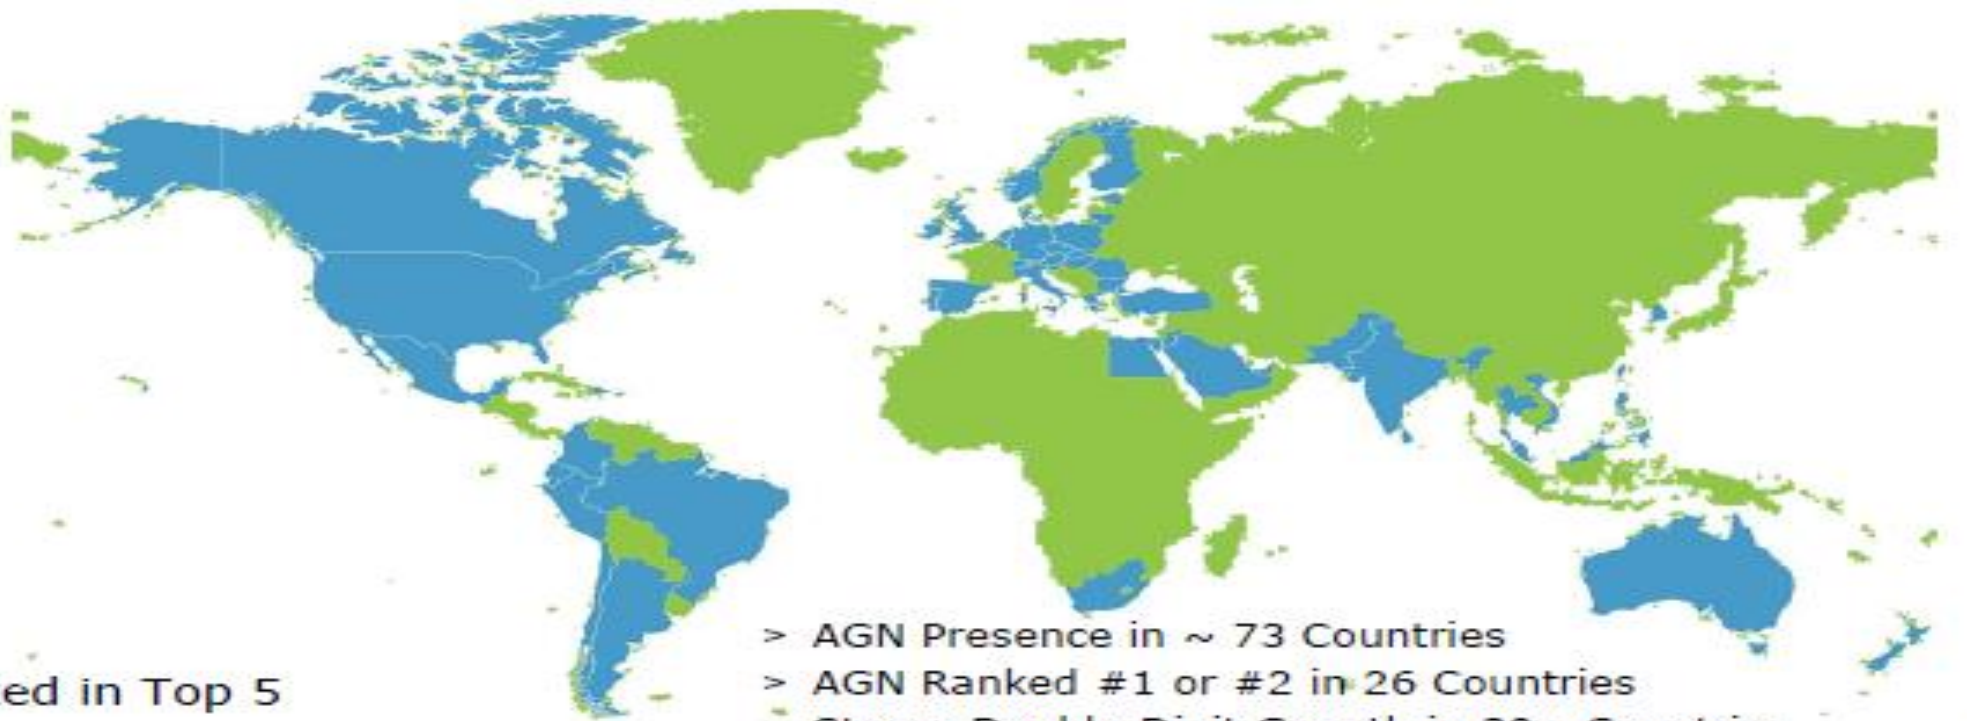 > AGN Presence in ~ 73 Countries
> AGN Ranked #1 or #2 in 26 Countries
ed in Top 5